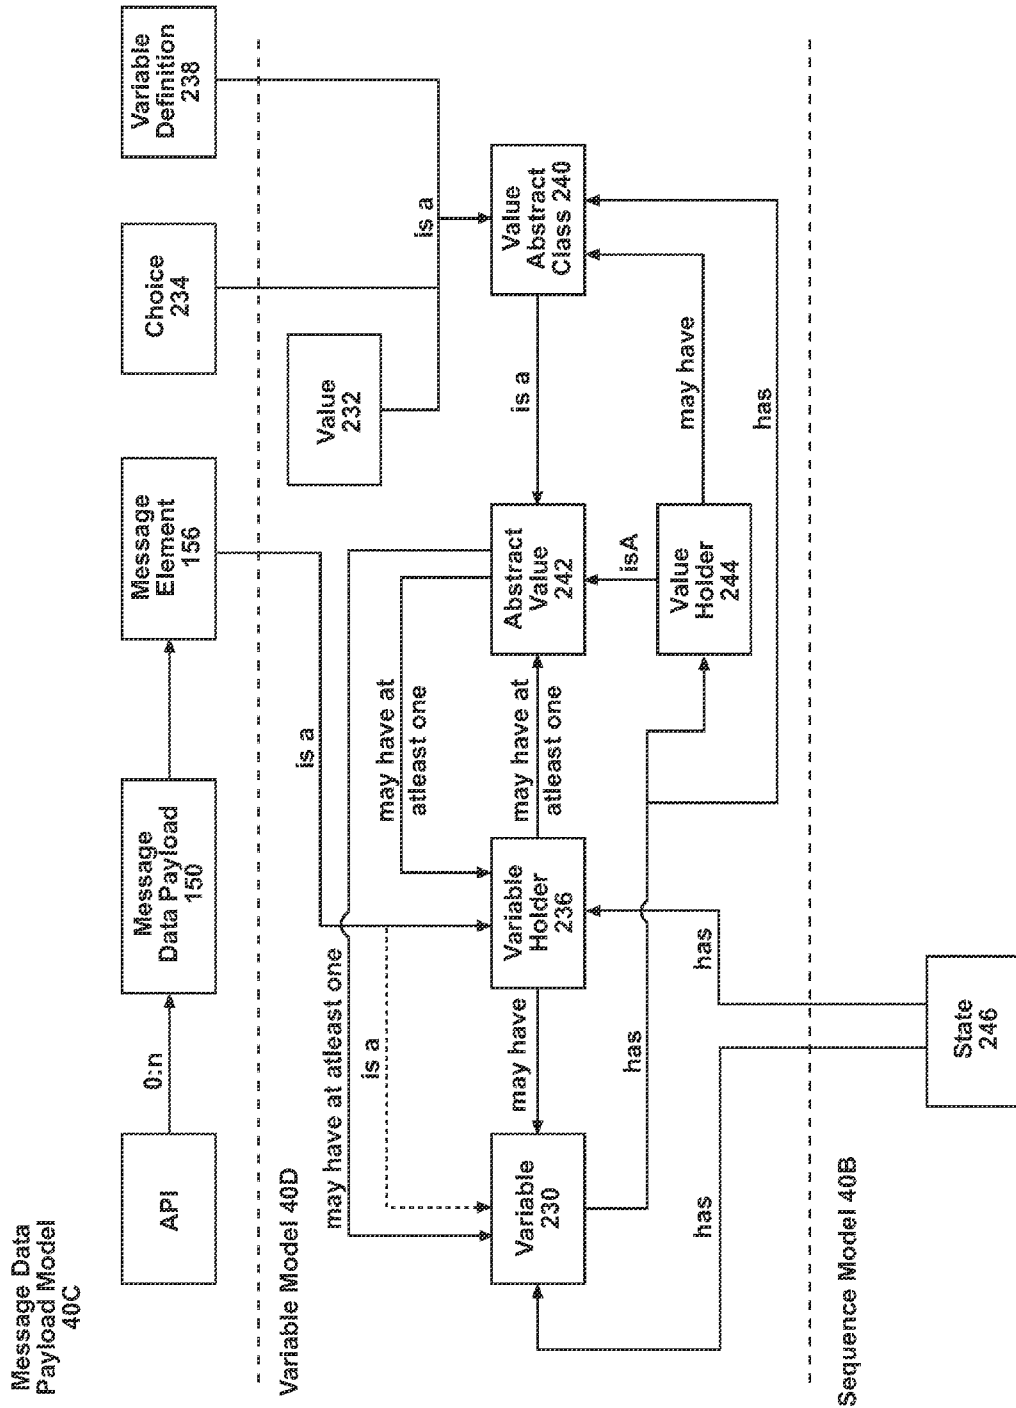 Message Data
Payload Model
40C
API
0:n
Message
Data Payload
150
Message
Element
156
Choice
234
Variable
Definition
238
Variable Model 40D
may have at atleast one
is a
is a
may have at
atleast one
Value
232
is a
Variable
230
may have
Variable
Holder
236
may have at
atleast one
Abstract
Value
242
is a
Value
Abstract
Class 240
has
isA
Value
Holder
244
may have
has
has
has
Sequence Model 40B
State
246